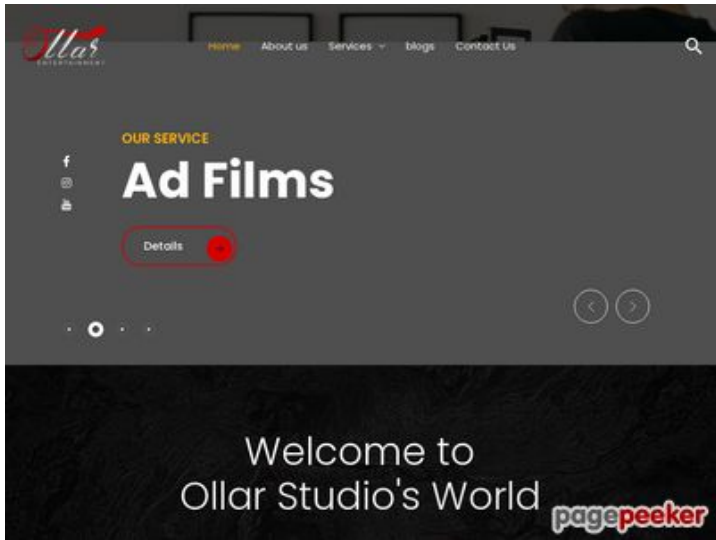 Ollar
ENTERTAINMENT
Home About us Services blogs Contact Us
OUR SERVICE
Ad Films
Details
Welcome to
Ollar Studio's World
pagepeeker